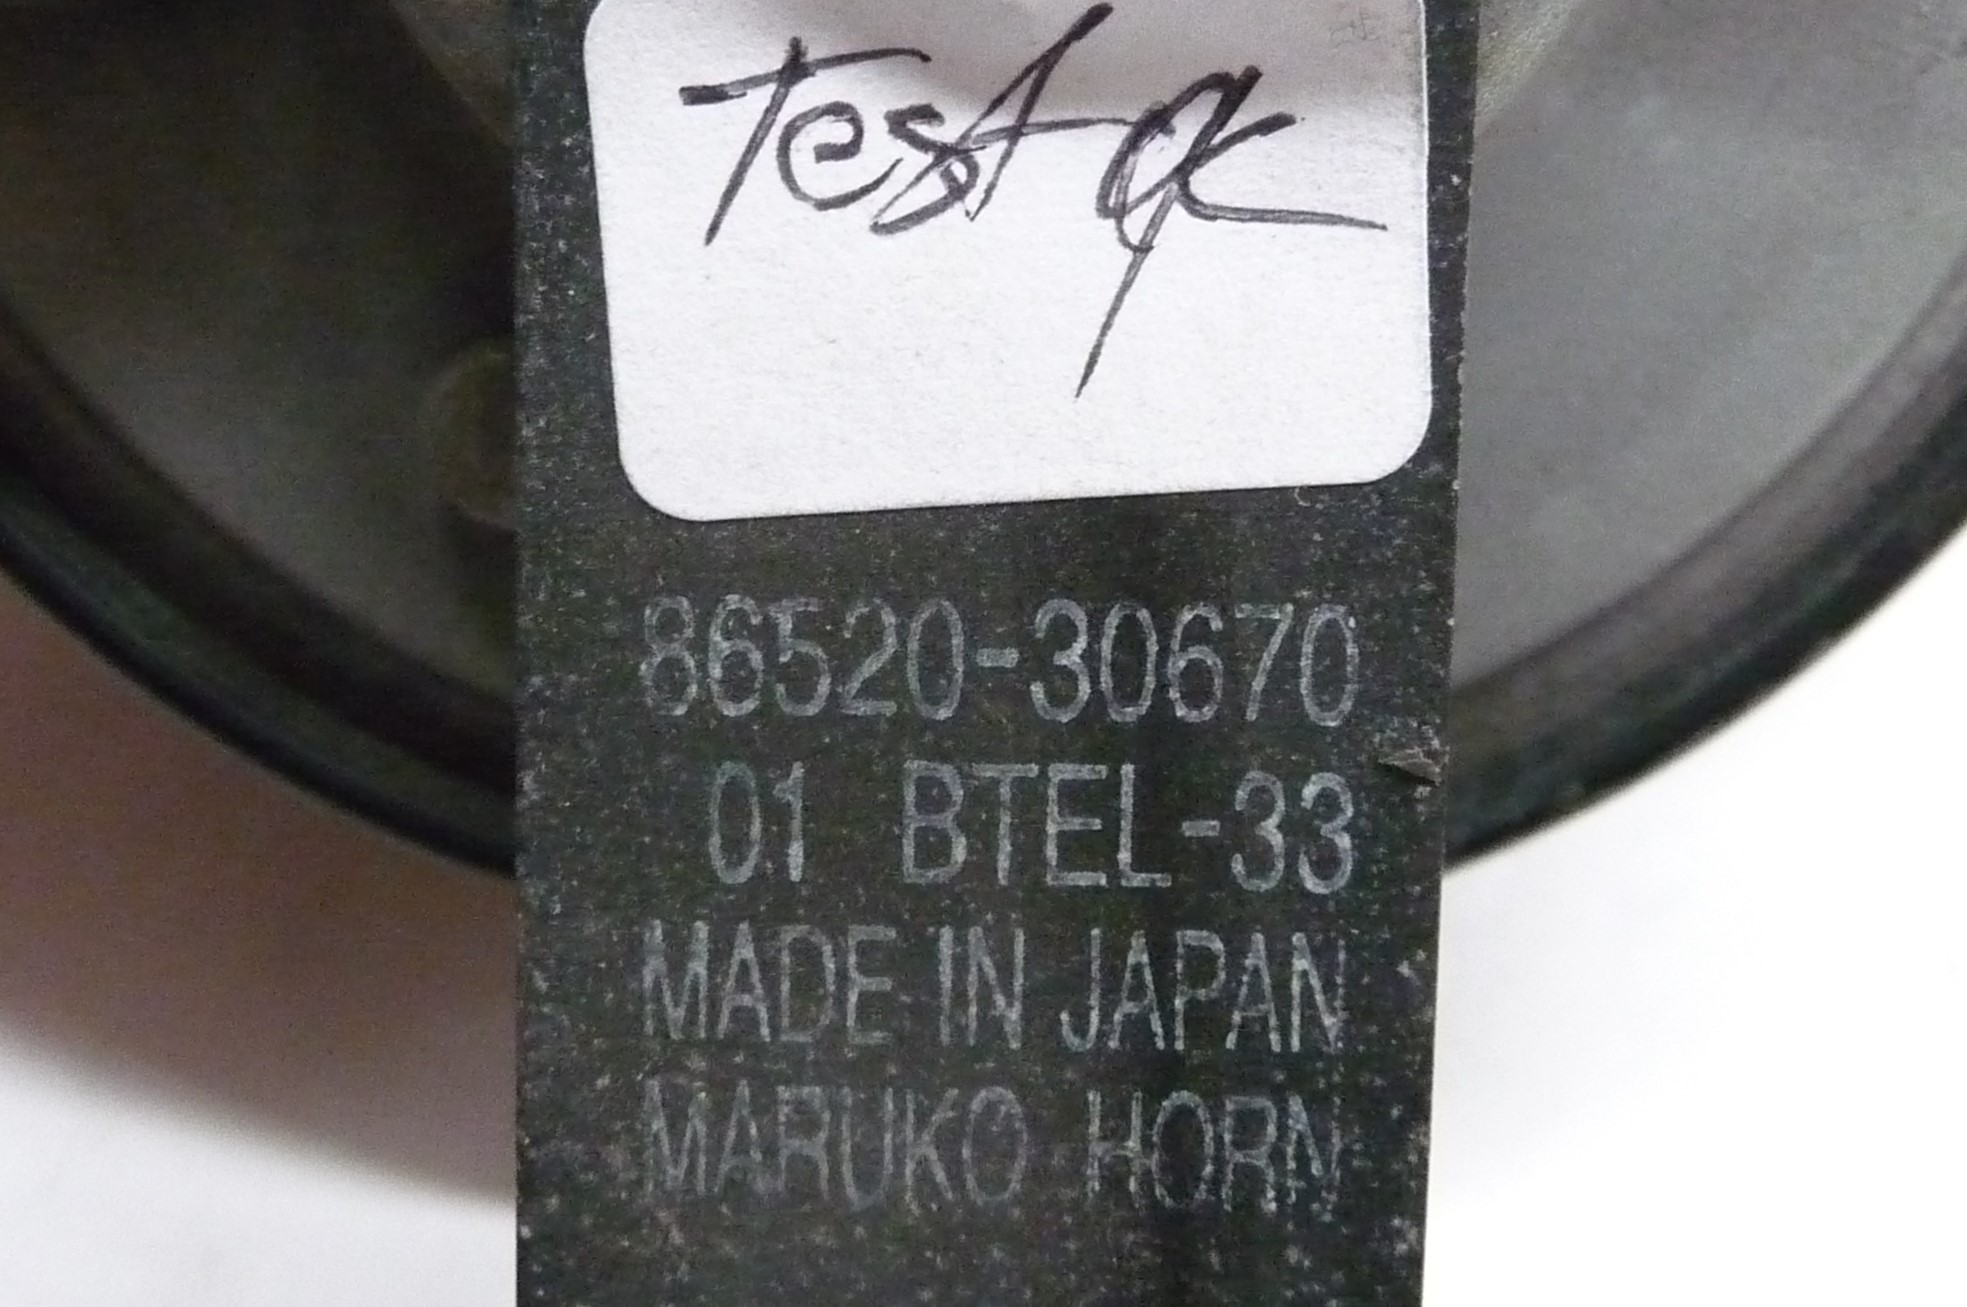 Test ok
86520-30670
01 BTEL-33
MADE IN JAPAN
MARUKO HORN